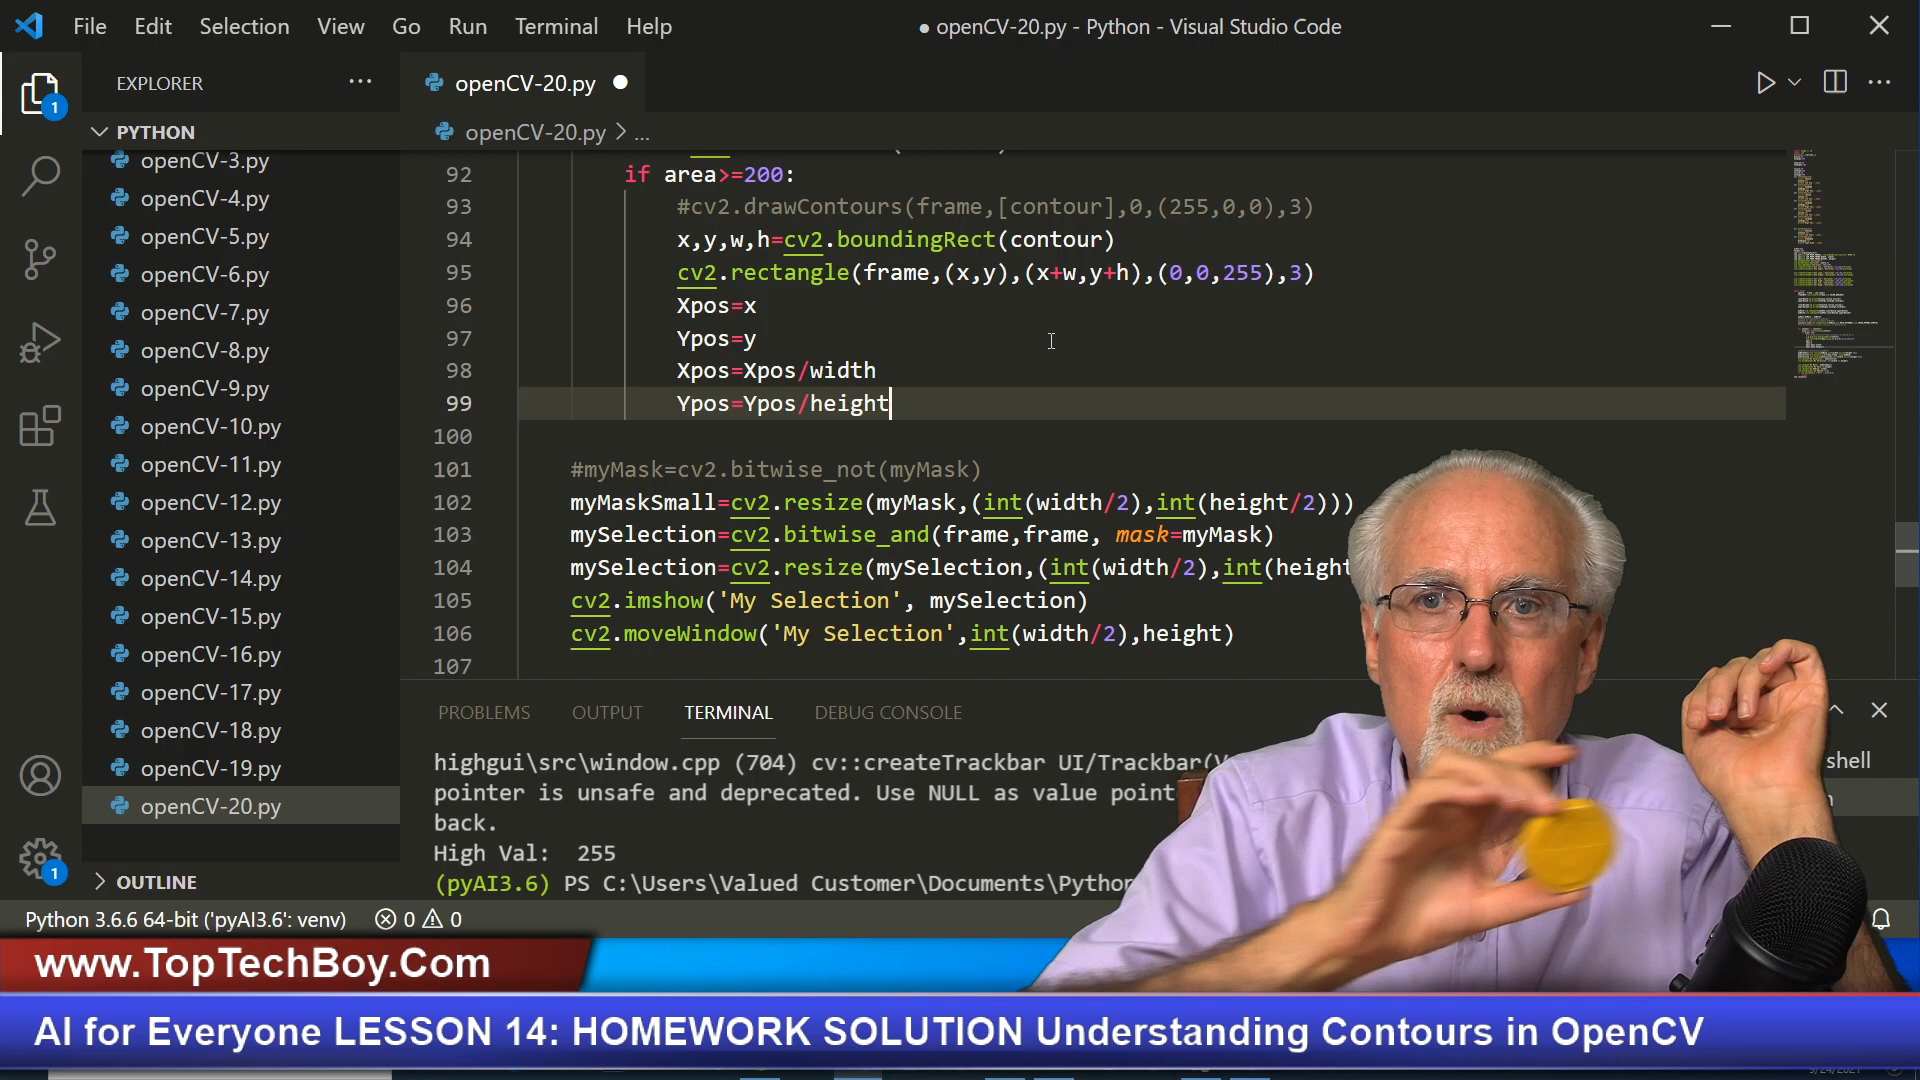 File Edit Selection View Go Run Terminal Help
● openCV-20.py - Python - Visual Studio Code
EXPLORER ...
openCV-20.py
PYTHON
openCV-20.py > ...
openCV-3.py
openCV-4.py
openCV-5.py
openCV-6.py
openCV-7.py
openCV-8.py
openCV-9.py
openCV-10.py
openCV-11.py
openCV-12.py
openCV-13.py
openCV-14.py
openCV-15.py
openCV-16.py
openCV-17.py
openCV-18.py
openCV-19.py
openCV-20.py
OUTLINE
1
1
92 if area>=200:
93 #cv2.drawContours(frame,[contour],0,(255,0,0),3)
94 x,y,w,h=cv2.boundingRect(contour)
95 cv2.rectangle(frame,(x,y),(x+w,y+h),(0,0,255),3)
96 Xpos=x
97 Ypos=y
98 Xpos=Xpos/width
99 Ypos=Ypos/height
100
101 #myMask=cv2.bitwise_not(myMask)
102 myMaskSmall=cv2.resize(myMask,(int(width/2),int(height/2)))
103 mySelection=cv2.bitwise_and(frame,frame, mask=myMask)
104 mySelection=cv2.resize(mySelection,(int(width/2),int(height
105 cv2.imshow('My Selection', mySelection)
106 cv2.moveWindow('My Selection',int(width/2),height)
107
PROBLEMS OUTPUT TERMINAL DEBUG CONSOLE
highgui\src\window.cpp (704) cv::createTrackbar UI/Trackbar(
pointer is unsafe and deprecated. Use NULL as value point
back.
High Val: 255
(pyAI3.6) PS C:\Users\Valued Customer\Documents\Python
shell
Python 3.6.6 64-bit ('pyAI3.6': venv) 0 0
www.TopTechBoy.Com
AI for Everyone LESSON 14: HOMEWORK SOLUTION Understanding Contours in OpenCV